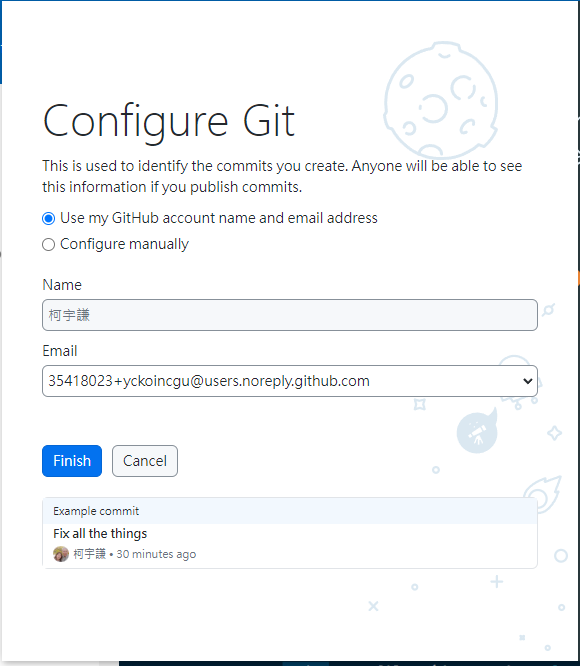 Configure Git
This is used to identify the commits you create. Anyone will be able to see
this information if you publish commits.
Use my GitHub account name and email address
Configure manually
Name
柯宇謙
Email
35418023+yckoincgu@users.noreply.github.com
Finish
Cancel
Example commit
Fix all the things
柯宇謙 • 30 minutes ago